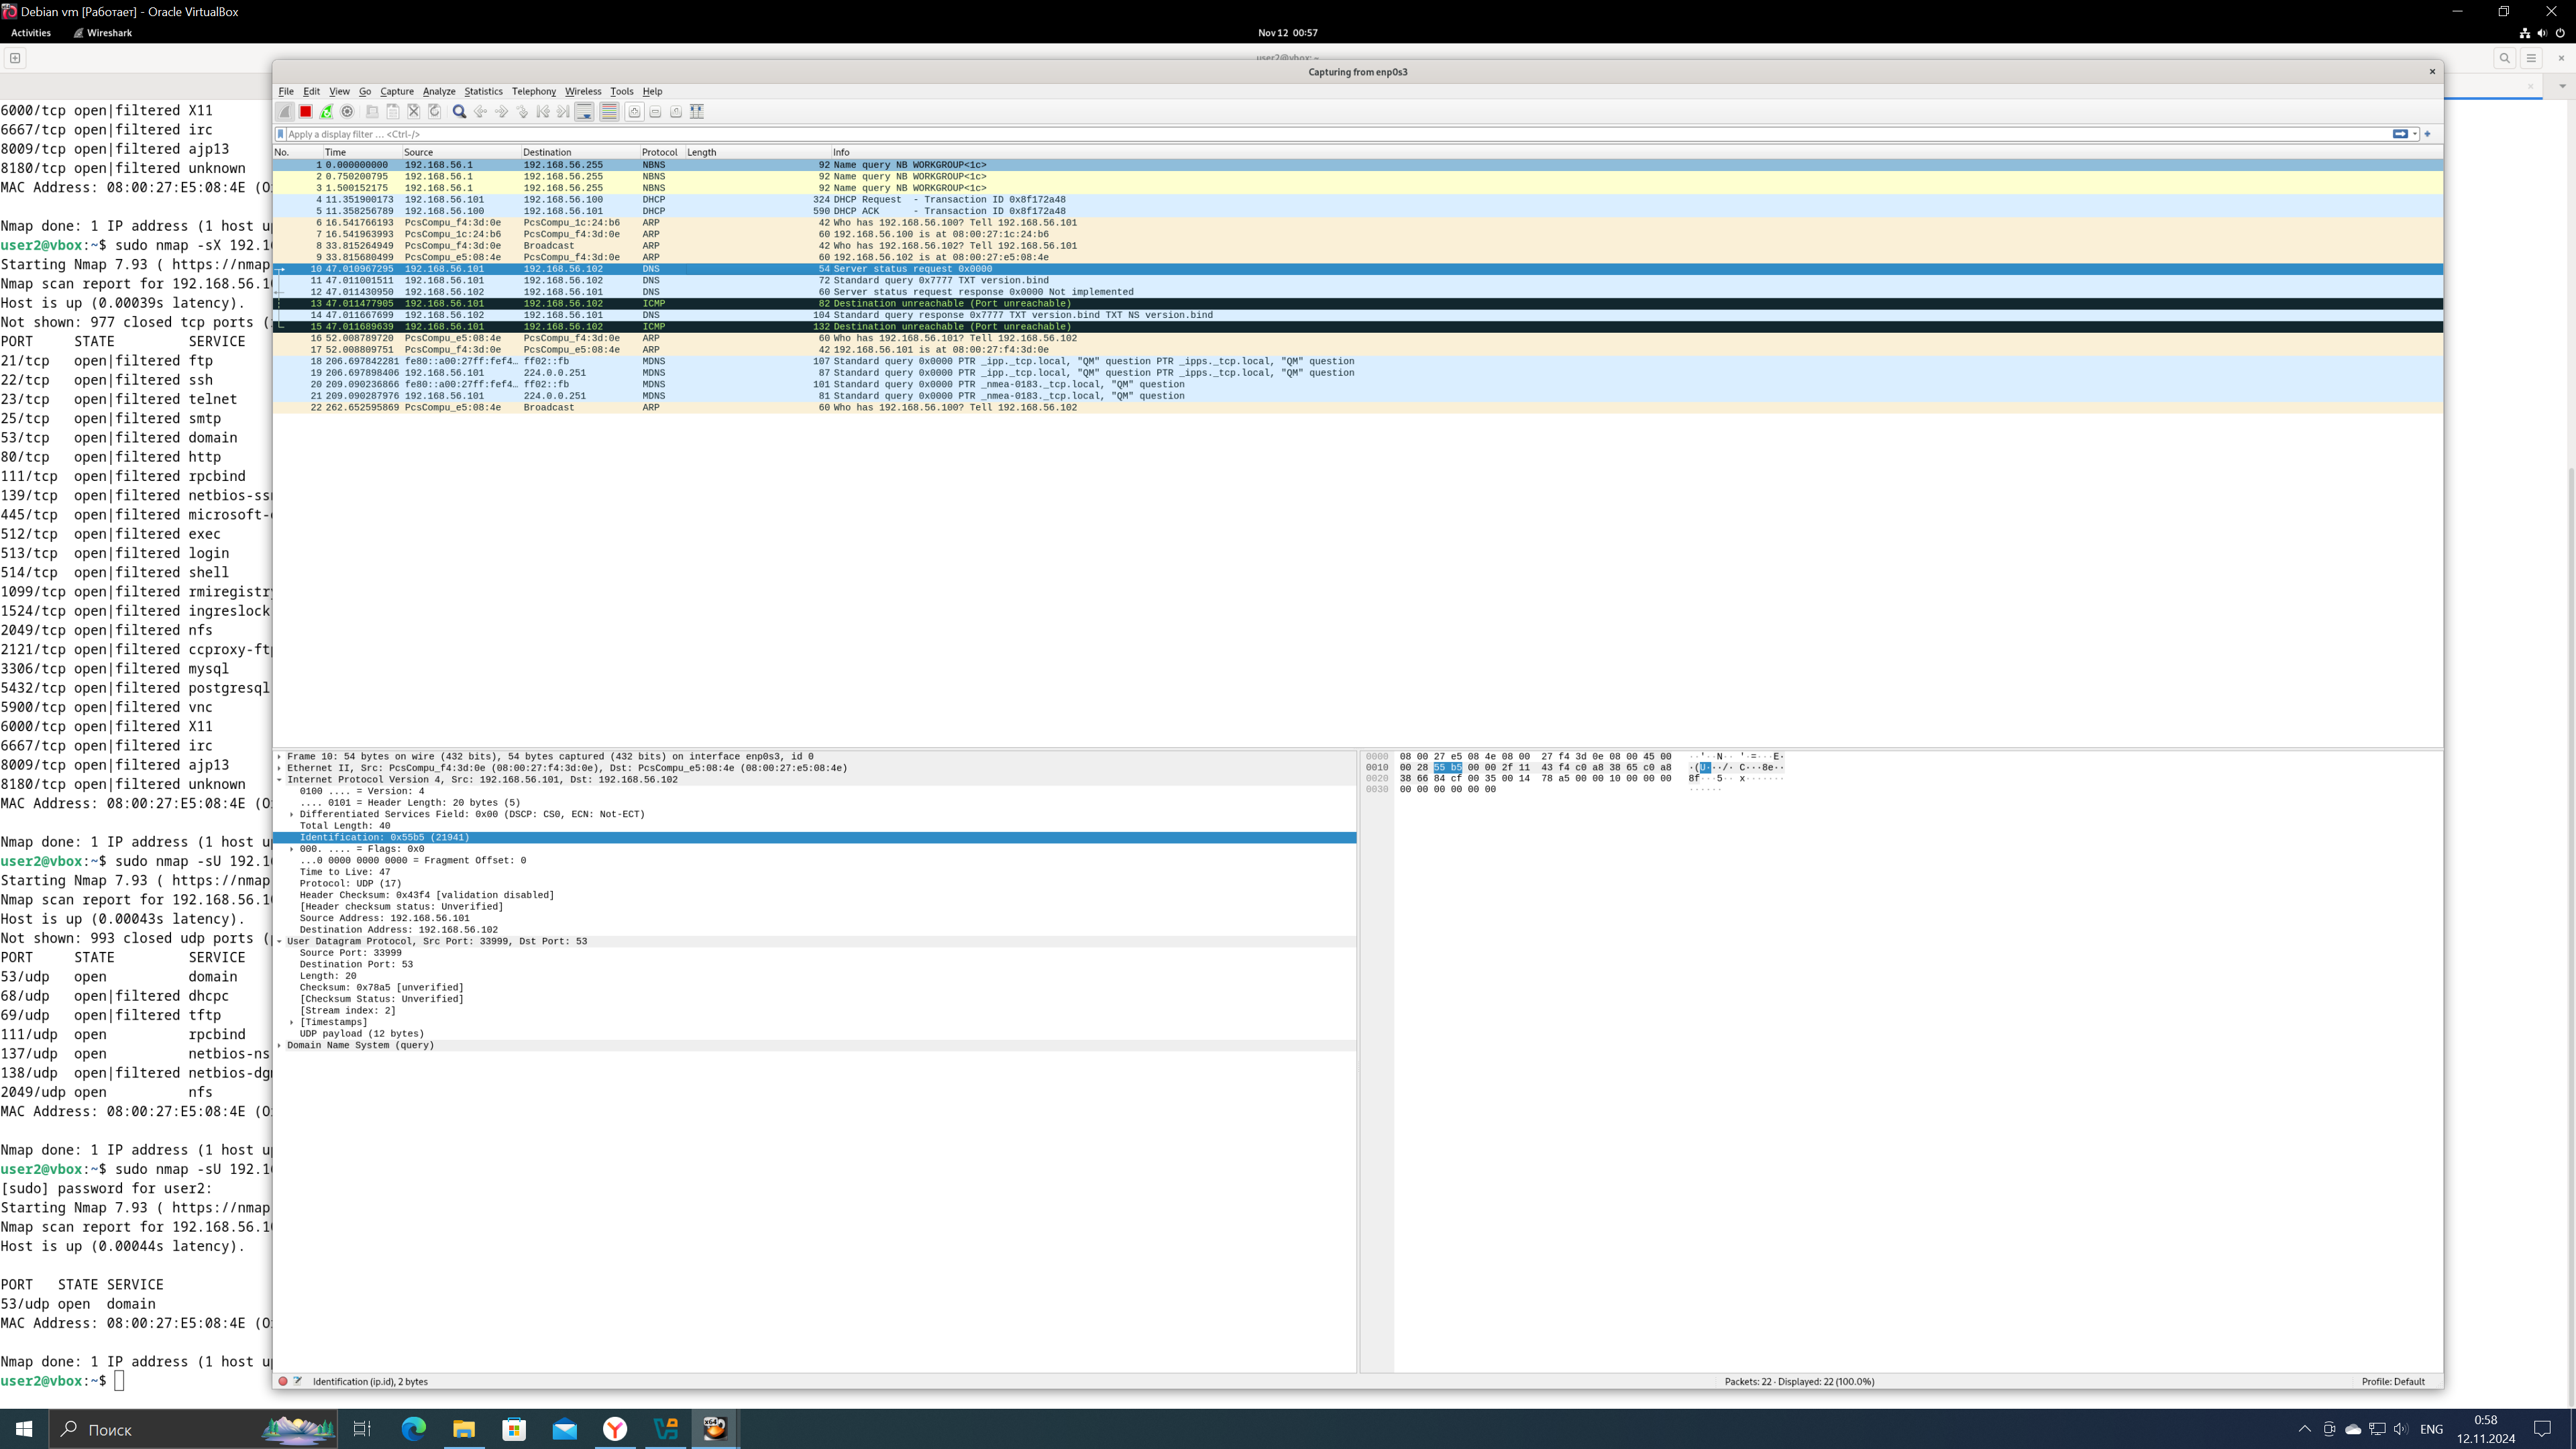 Debian vm [Работает] - Oracle VirtualBox
Activities Wireshark Nov 12 00:57
user2@vbox: ~
6000/tcp open|filtered X11
6667/tcp open|filtered irc
8009/tcp open|filtered ajp13
8180/tcp open|filtered unknown
MAC Address: 08:00:27:E5:08:4E (O
Nmap done: 1 IP address (1 host up
user2@vbox:~$ sudo nmap -sX 192.1
Starting Nmap 7.93 ( https://nmap
Nmap scan report for 192.168.56.1
Host is up (0.00039s latency).
Not shown: 977 closed tcp ports (
PORT STATE SERVICE
21/tcp open|filtered ftp
22/tcp open|filtered ssh
23/tcp open|filtered telnet
25/tcp open|filtered smtp
53/tcp open|filtered domain
80/tcp open|filtered http
111/tcp open|filtered rpcbind
139/tcp open|filtered netbios-ss
445/tcp open|filtered microsoft-
512/tcp open|filtered exec
513/tcp open|filtered login
514/tcp open|filtered shell
1099/tcp open|filtered rmiregistr
1524/tcp open|filtered ingreslock
2049/tcp open|filtered nfs
2121/tcp open|filtered ccproxy-ft
3306/tcp open|filtered mysql
5432/tcp open|filtered postgresql
5900/tcp open|filtered vnc
6000/tcp open|filtered X11
6667/tcp open|filtered irc
8009/tcp open|filtered ajp13
8180/tcp open|filtered unknown
MAC Address: 08:00:27:E5:08:4E (O
Nmap done: 1 IP address (1 host up
user2@vbox:~$ sudo nmap -sU 192.1
Starting Nmap 7.93 ( https://nmap
Nmap scan report for 192.168.56.1
Host is up (0.00043s latency).
Not shown: 993 closed udp ports (
PORT STATE SERVICE
53/udp open domain
68/udp open|filtered dhcpc
69/udp open|filtered tftp
111/udp open rpcbind
137/udp open netbios-ns
138/udp open|filtered netbios-dg
2049/udp open nfs
MAC Address: 08:00:27:E5:08:4E (O
Nmap done: 1 IP address (1 host up
user2@vbox:~$ sudo nmap -sU 192.1
[sudo] password for user2:
Starting Nmap 7.93 ( https://nmap
Nmap scan report for 192.168.56.1
Host is up (0.00044s latency).
PORT STATE SERVICE
53/udp open domain
MAC Address: 08:00:27:E5:08:4E (O
Nmap done: 1 IP address (1 host up
user2@vbox:~$
Capturing from enp0s3
File Edit View Go Capture Analyze Statistics Telephony Wireless Tools Help
Apply a display filter ... <Ctrl-/>
No. Time Source Destination Protocol Length Info
1 0.000000000 192.168.56.1 192.168.56.255 NBNS 92 Name query NB WORKGROUP<1c>
2 0.750200795 192.168.56.1 192.168.56.255 NBNS 92 Name query NB WORKGROUP<1c>
3 1.500152175 192.168.56.1 192.168.56.255 NBNS 92 Name query NB WORKGROUP<1c>
4 11.351900173 192.168.56.101 192.168.56.100 DHCP 324 DHCP Request - Transaction ID 0x8f172a48
5 11.358256789 192.168.56.100 192.168.56.101 DHCP 590 DHCP ACK - Transaction ID 0x8f172a48
6 16.541766193 PcsCompu_f4:3d:0e PcsCompu_1c:24:b6 ARP 42 Who has 192.168.56.100? Tell 192.168.56.101
7 16.541963993 PcsCompu_1c:24:b6 PcsCompu_f4:3d:0e ARP 60 192.168.56.100 is at 08:00:27:1c:24:b6
8 33.815264949 PcsCompu_f4:3d:0e Broadcast ARP 42 Who has 192.168.56.102? Tell 192.168.56.101
9 33.815680499 PcsCompu_e5:08:4e PcsCompu_f4:3d:0e ARP 60 192.168.56.102 is at 08:00:27:e5:08:4e
10 47.010967295 192.168.56.101 192.168.56.102 DNS 54 Server status request 0x0000
11 47.011001511 192.168.56.101 192.168.56.102 DNS 72 Standard query 0x7777 TXT version.bind
12 47.011430950 192.168.56.102 192.168.56.101 DNS 60 Server status request response 0x0000 Not implemented
13 47.011477905 192.168.56.101 192.168.56.102 ICMP 82 Destination unreachable (Port unreachable)
14 47.011667699 192.168.56.102 192.168.56.101 DNS 104 Standard query response 0x7777 TXT version.bind TXT NS version.bind
15 47.011689639 192.168.56.101 192.168.56.102 ICMP 132 Destination unreachable (Port unreachable)
16 52.008789720 PcsCompu_e5:08:4e PcsCompu_f4:3d:0e ARP 60 Who has 192.168.56.101? Tell 192.168.56.102
17 52.008809751 PcsCompu_f4:3d:0e PcsCompu_e5:08:4e ARP 42 192.168.56.101 is at 08:00:27:f4:3d:0e
18 206.697842281 fe80::a00:27ff:fef4… ff02::fb MDNS 107 Standard query 0x0000 PTR _ipp._tcp.local, "QM" question PTR _ipps._tcp.local, "QM" question
19 206.697898406 192.168.56.101 224.0.0.251 MDNS 87 Standard query 0x0000 PTR _ipp._tcp.local, "QM" question PTR _ipps._tcp.local, "QM" question
20 209.090236866 fe80::a00:27ff:fef4… ff02::fb MDNS 101 Standard query 0x0000 PTR _nmea-0183._tcp.local, "QM" question
21 209.090287976 192.168.56.101 224.0.0.251 MDNS 81 Standard query 0x0000 PTR _nmea-0183._tcp.local, "QM" question
22 262.652595869 PcsCompu_e5:08:4e Broadcast ARP 60 Who has 192.168.56.100? Tell 192.168.56.102
Frame 10: 54 bytes on wire (432 bits), 54 bytes captured (432 bits) on interface enp0s3, id 0
Ethernet II, Src: PcsCompu_f4:3d:0e (08:00:27:f4:3d:0e), Dst: PcsCompu_e5:08:4e (08:00:27:e5:08:4e)
Internet Protocol Version 4, Src: 192.168.56.101, Dst: 192.168.56.102
0100 .... = Version: 4
.... 0101 = Header Length: 20 bytes (5)
Differentiated Services Field: 0x00 (DSCP: CS0, ECN: Not-ECT)
Total Length: 40
Identification: 0x55b5 (21941)
000. .... = Flags: 0x0
...0 0000 0000 0000 = Fragment Offset: 0
Time to Live: 47
Protocol: UDP (17)
Header Checksum: 0x43f4 [validation disabled]
[Header checksum status: Unverified]
Source Address: 192.168.56.101
Destination Address: 192.168.56.102
User Datagram Protocol, Src Port: 33999, Dst Port: 53
Source Port: 33999
Destination Port: 53
Length: 20
Checksum: 0x78a5 [unverified]
[Checksum Status: Unverified]
[Stream index: 2]
[Timestamps]
UDP payload (12 bytes)
Domain Name System (query)
0000 08 00 27 e5 08 4e 08 00 27 f4 3d 0e 08 00 45 00 ··'··N·· '·=···E·
0010 00 28 55 b5 00 00 2f 11 43 f4 c0 a8 38 65 c0 a8 ·(U···/· C···8e··
0020 38 66 84 cf 00 35 00 14 78 a5 00 00 10 00 00 00 8f···5·· x·······
0030 00 00 00 00 00 00 ······
Identification (ip.id), 2 bytes Packets: 22 · Displayed: 22 (100.0%) Profile: Default
Поиск
ENG
0:58
12.11.2024